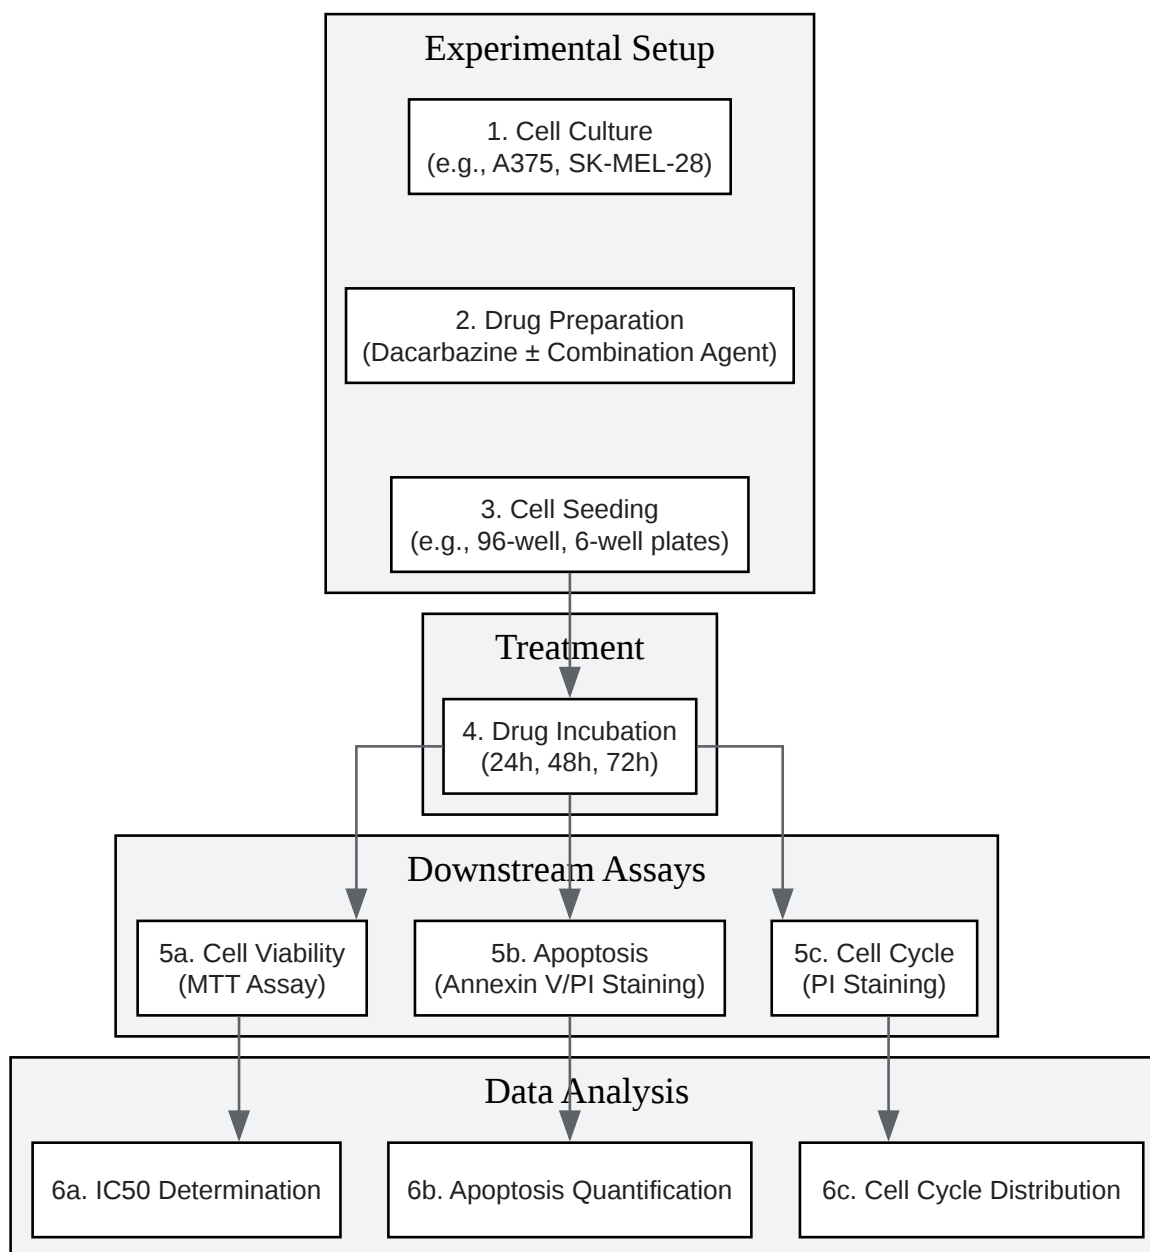 Experimental Setup
1. Cell Culture
(e.g., A375, SK-MEL-28)
2. Drug Preparation
(Dacarbazine ± Combination Agent)
3. Cell Seeding
(e.g., 96-well, 6-well plates)
Treatment
4. Drug Incubation
(24h, 48h, 72h)
Downstream Assays
5a. Cell Viability
(MTT Assay)
5b. Apoptosis
(Annexin V/PI Staining)
5c. Cell Cycle
(PI Staining)
Data Analysis
6a. IC50 Determination
6b. Apoptosis Quantification
6c. Cell Cycle Distribution